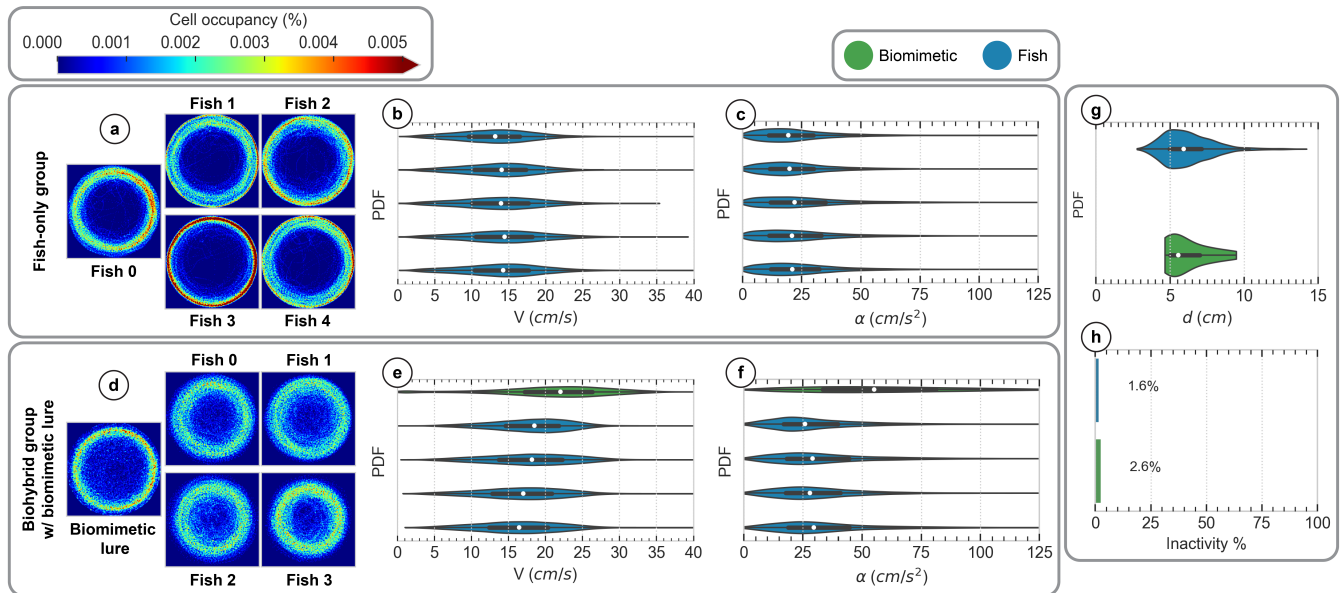 Cell occupancy (%)
0.000 0.001 0.002 0.003 0.004 0.005
Biomimetic Fish
a
Fish-only group
Fish 0
Fish 1 Fish 2
Fish 3 Fish 4
b
PDF
0 5 10 15 20 25 30 35 40
V (cm/s)
c
PDF
0 25 50 75 100 125
α (cm/s²)
d
Biohybrid group
w/ biomimetic lure
Biomimetic
lure
Fish 0 Fish 1
Fish 2 Fish 3
e
PDF
0 5 10 15 20 25 30 35 40
V (cm/s)
f
PDF
0 25 50 75 100 125
α (cm/s²)
g
PDF
0 5 10 15
d (cm)
h
1.6%
2.6%
0 25 50 75 100
Inactivity %